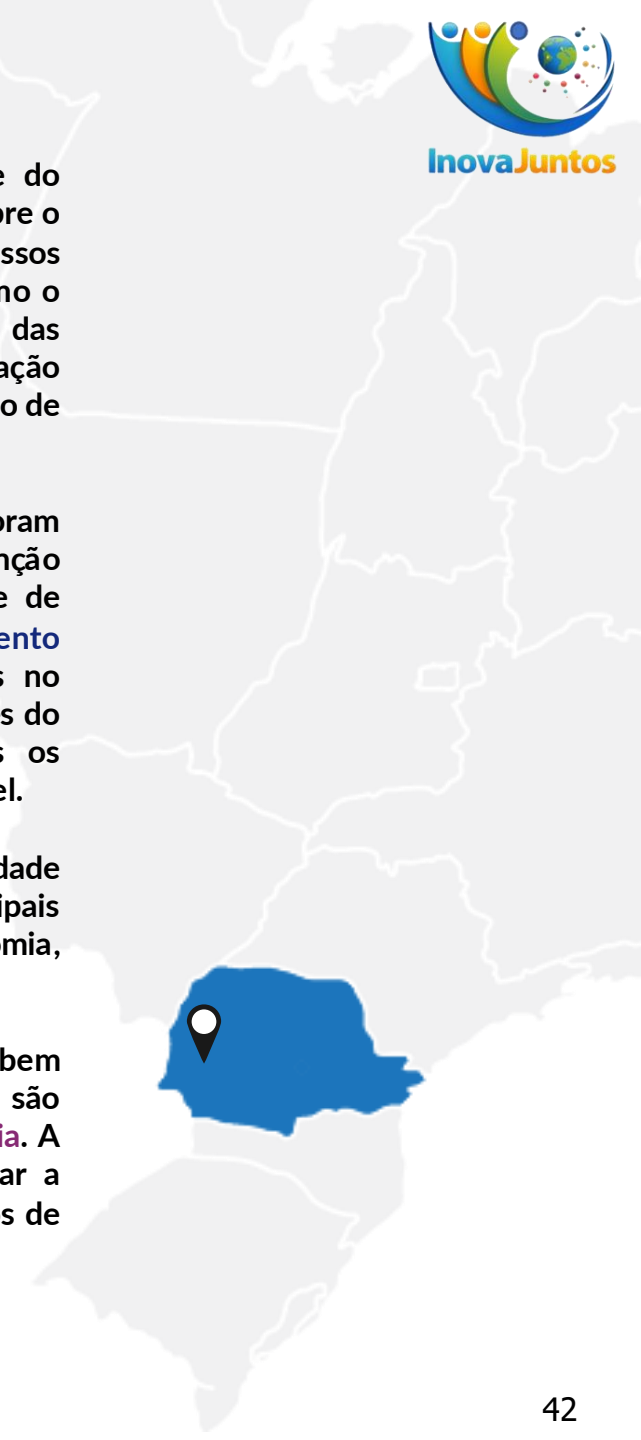 InovaJuntos
e do
bre o
ssos
mo o
das
ação
o de
oram
nção
e de
ento
s no
s do
s os
el.
dade
ipais
omia,
bem
são
ia. A
ar a
s de
42